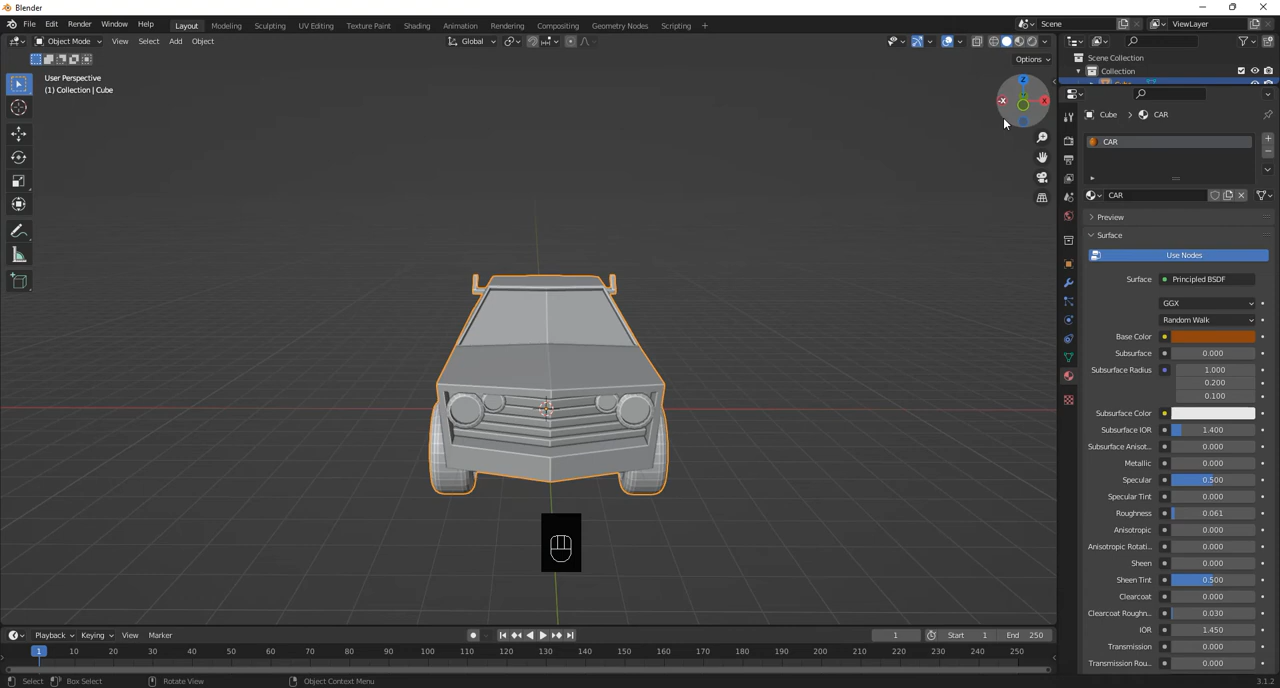 Blender
File Edit Render Window Help Layout Modeling Sculpting UV Editing Texture Paint Shading Animation Rendering Compositing Geometry Nodes Scripting + Scene ViewLayer
Object Mode View Select Add Object Global
Options
User Perspective
(1) Collection | Cube
Scene Collection
Collection
Cube CAR
CAR
CAR
Preview
Surface
Use Nodes
Surface Principled BSDF
GGX
Random Walk
Base Color
Subsurface 0.000
Subsurface Radius 1.000
0.200
0.100
Subsurface Color
Subsurface IOR 1.400
Subsurface Anisot... 0.000
Metallic 0.000
Specular 0.500
Specular Tint 0.000
Roughness 0.061
Anisotropic 0.000
Anisotropic Rotati... 0.000
Sheen 0.000
Sheen Tint 0.500
Clearcoat 0.000
Clearcoat Roughn... 0.030
IOR 1.450
Transmission 0.000
Transmission Rou... 0.000
Z
X
-X
Playback Keying View Marker 1 Start 1 End 250
1 10 20 30 40 50 60 70 80 90 100 110 120 130 140 150 160 170 180 190 200 210 220 230 240 250
Select Box Select Rotate View Object Context Menu 3.1.2